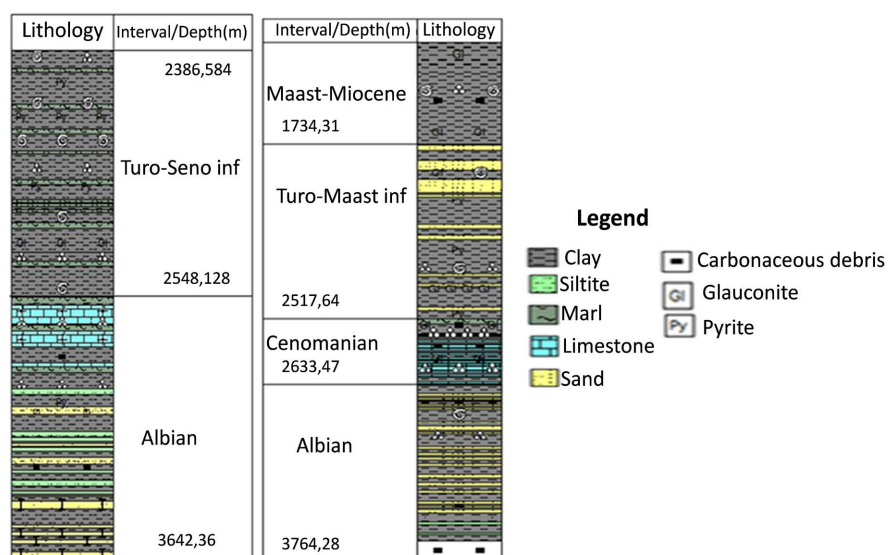 Lithology
Interval/Depth(m)
2386,584
Turo-Seno inf
2548,128
Albian
3642,36
Interval/Depth(m)
Lithology
Maast-Miocene
1734,31
Turo-Maast inf
2517,64
Cenomanian
2633,47
Albian
3764,28
Legend
Clay
Siltite
Marl
Limestone
Sand
Carbonaceous debris
Gl Glauconite
Py Pyrite